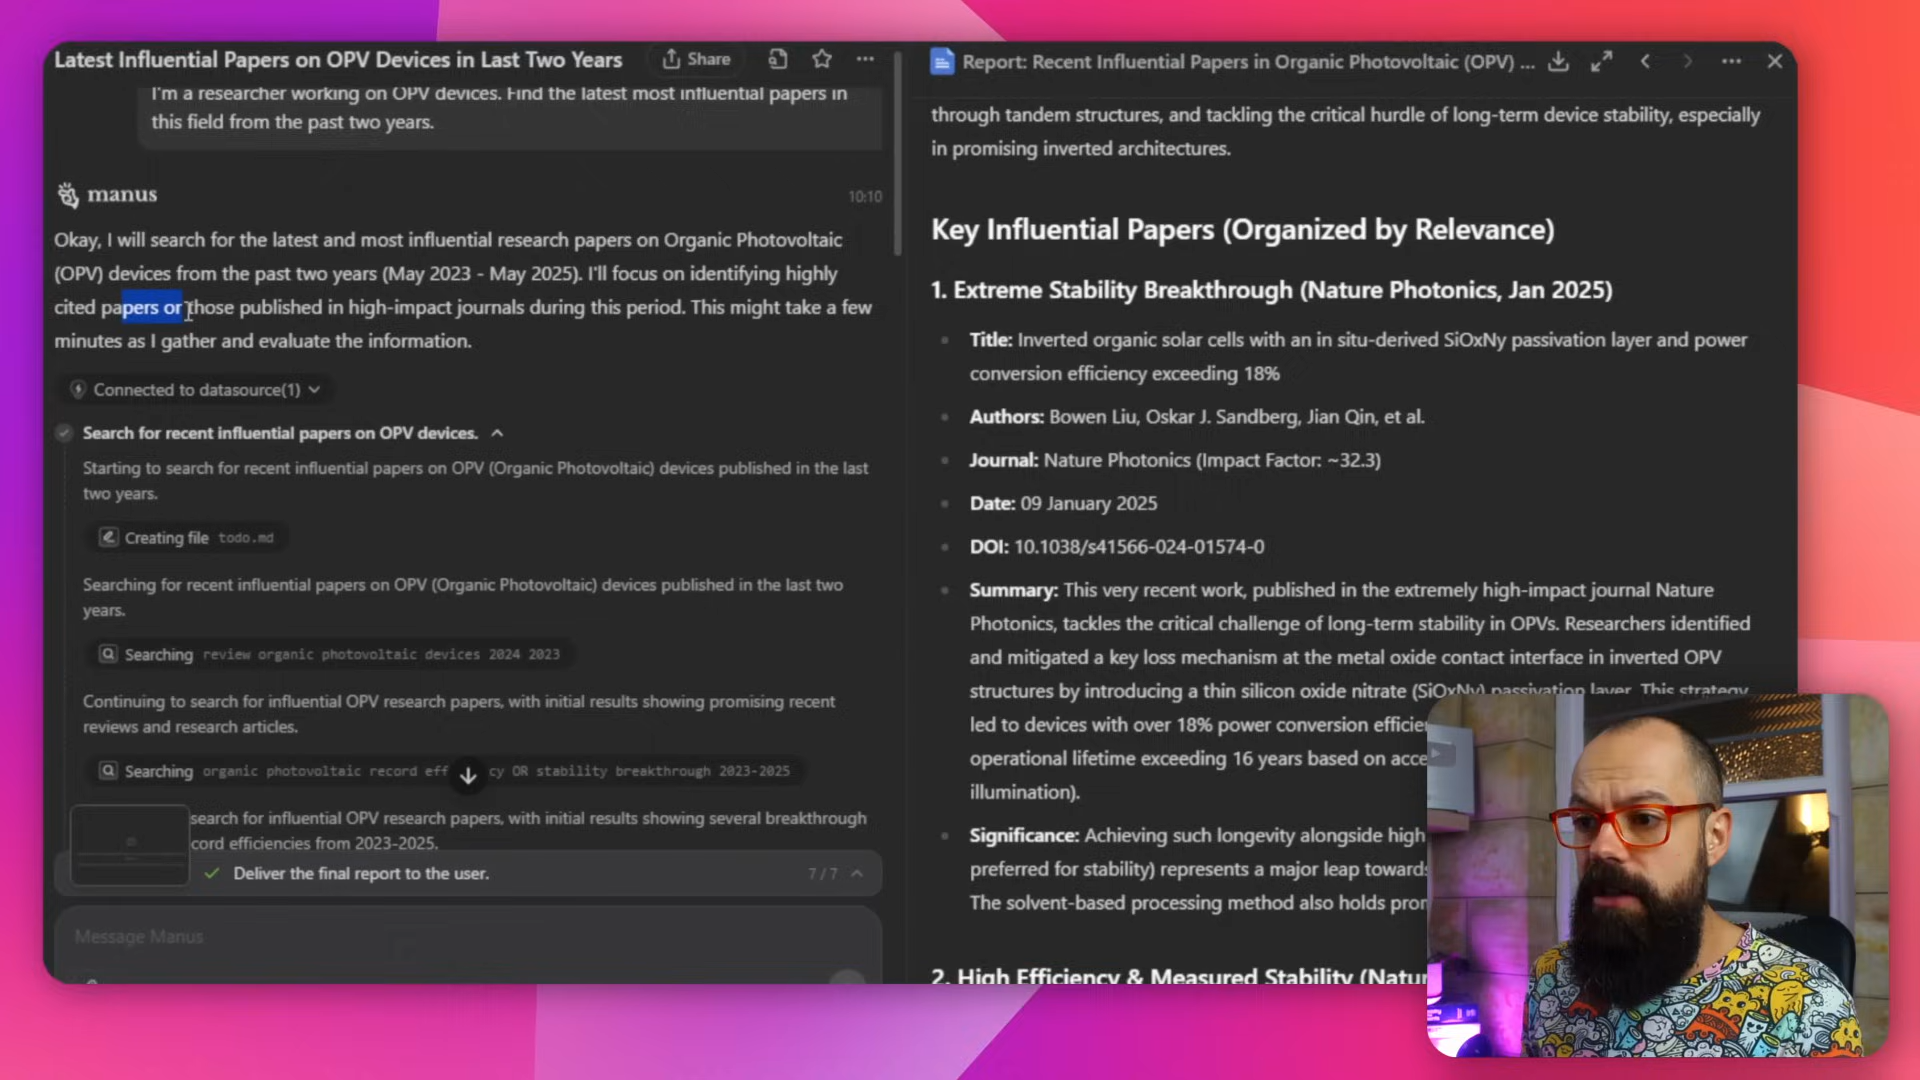 Latest Influential Papers on OPV Devices in Last Two Years
Share
I'm a researcher working on OPV devices. Find the latest most influential papers in
this field from the past two years.
manus
10:10
Okay, I will search for the latest and most influential research papers on Organic Photovoltaic
(OPV) devices from the past two years (May 2023 - May 2025). I'll focus on identifying highly
cited papers or those published in high-impact journals during this period. This might take a few
minutes as I gather and evaluate the information.
Connected to datasource(1)
Search for recent influential papers on OPV devices.
Starting to search for recent influential papers on OPV (Organic Photovoltaic) devices published in the last
two years.
Creating file todo.md
Searching for recent influential papers on OPV (Organic Photovoltaic) devices published in the last two
years.
Searching review organic photovoltaic devices 2024 2023
Continuing to search for influential OPV research papers, with initial results showing promising recent
reviews and research articles.
Searching organic photovoltaic record eff cy OR stability breakthrough 2023-2025
search for influential OPV research papers, with initial results showing several breakthrough
cord efficiencies from 2023-2025.
Deliver the final report to the user.
7 / 7
Message Manus
Report: Recent Influential Papers in Organic Photovoltaic (OPV) ...
through tandem structures, and tackling the critical hurdle of long-term device stability, especially
in promising inverted architectures.
Key Influential Papers (Organized by Relevance)
1. Extreme Stability Breakthrough (Nature Photonics, Jan 2025)
Title: Inverted organic solar cells with an in situ-derived SiOxNy passivation layer and power
conversion efficiency exceeding 18%
Authors: Bowen Liu, Oskar J. Sandberg, Jian Qin, et al.
Journal: Nature Photonics (Impact Factor: ~32.3)
Date: 09 January 2025
DOI: 10.1038/s41566-024-01574-0
Summary: This very recent work, published in the extremely high-impact journal Nature
Photonics, tackles the critical challenge of long-term stability in OPVs. Researchers identified
and mitigated a key loss mechanism at the metal oxide contact interface in inverted OPV
structures by introducing a thin silicon oxide nitrate (SiOxNy) passivation layer. This strategy
led to devices with over 18% power conversion efficie
operational lifetime exceeding 16 years based on acce
illumination).
Significance: Achieving such longevity alongside high
preferred for stability) represents a major leap towards
The solvent-based processing method also holds pro
2. High Efficiency & Measured Stability (Natur